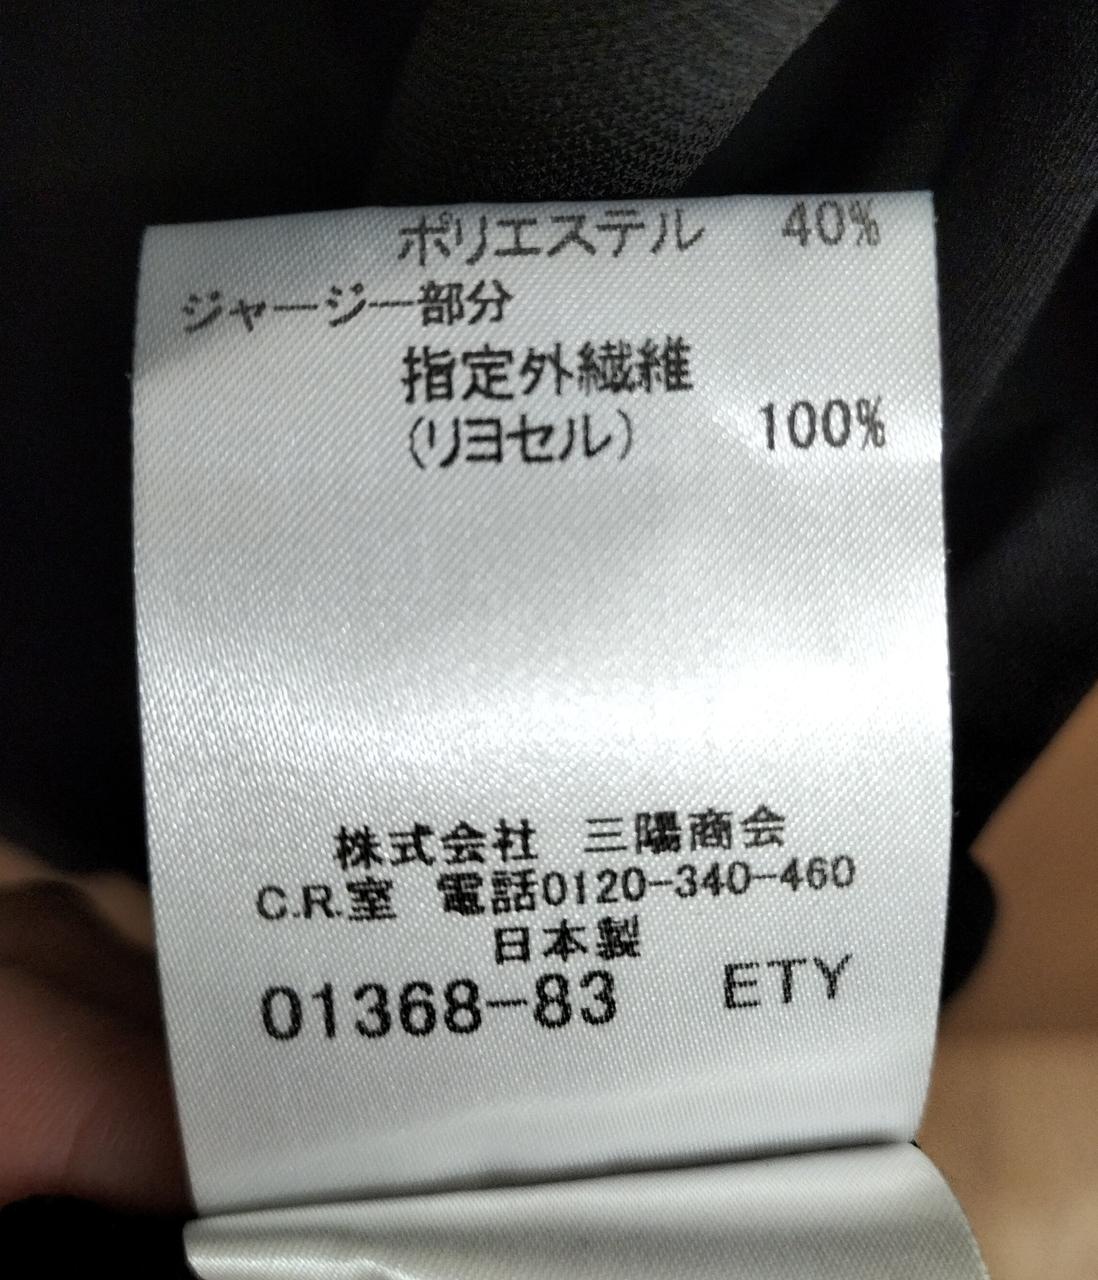 ポリエステル 40%
ジャージー部分
指定外繊維
(リヨセル) 100%
株式会社 三陽商会
C.R.室 電話0120-340-460
日本製
01368-83 ETY